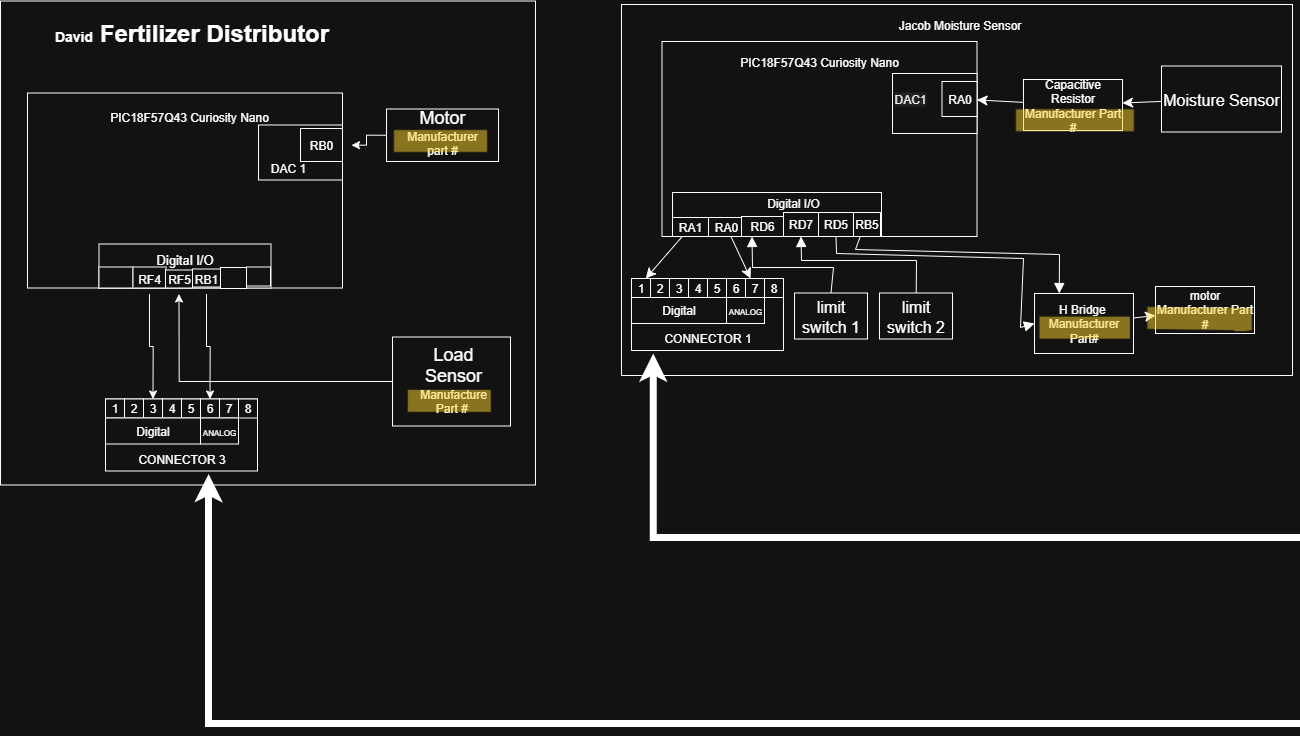 David Fertilizer Distributor
PIC18F57Q43 Curiosity Nano
RB0
DAC 1
Motor
Manufacturer
part #
Digital I/O
RF4 RF5 RB1
Load
Sensor
Manufacture
Part #
1 2 3 4 5 6 7 8
Digital ANALOG
CONNECTOR 3
Jacob Moisture Sensor
PIC18F57Q43 Curiosity Nano
DAC1 RA0
Capacitive
Resistor
Manufacturer Part
#
Moisture Sensor
Digital I/O
RA1 RA0 RD6 RD7 RD5 RB5
1 2 3 4 5 6 7 8
Digital ANALOG
CONNECTOR 1
limit
switch 1
limit
switch 2
H Bridge
Manufacturer
Part#
motor
Manufacturer Part
#